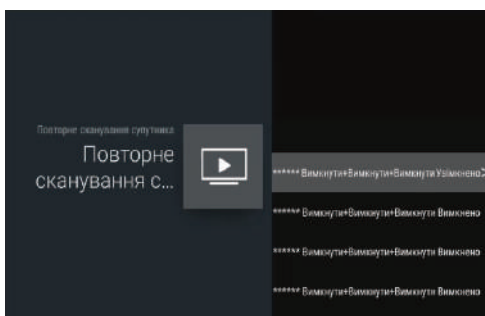 Повторне сканування супутника
Повторне
сканування с...
****** Вимкнути+Вимкнути+Вимкнути Увімкнено
****** Вимкнути+Вимкнути+Вимкнути Вимкнено
****** Вимкнути+Вимкнути+Вимкнути Вимкнено
****** Вимкнути+Вимкнути+Вимкнути Вимкнено